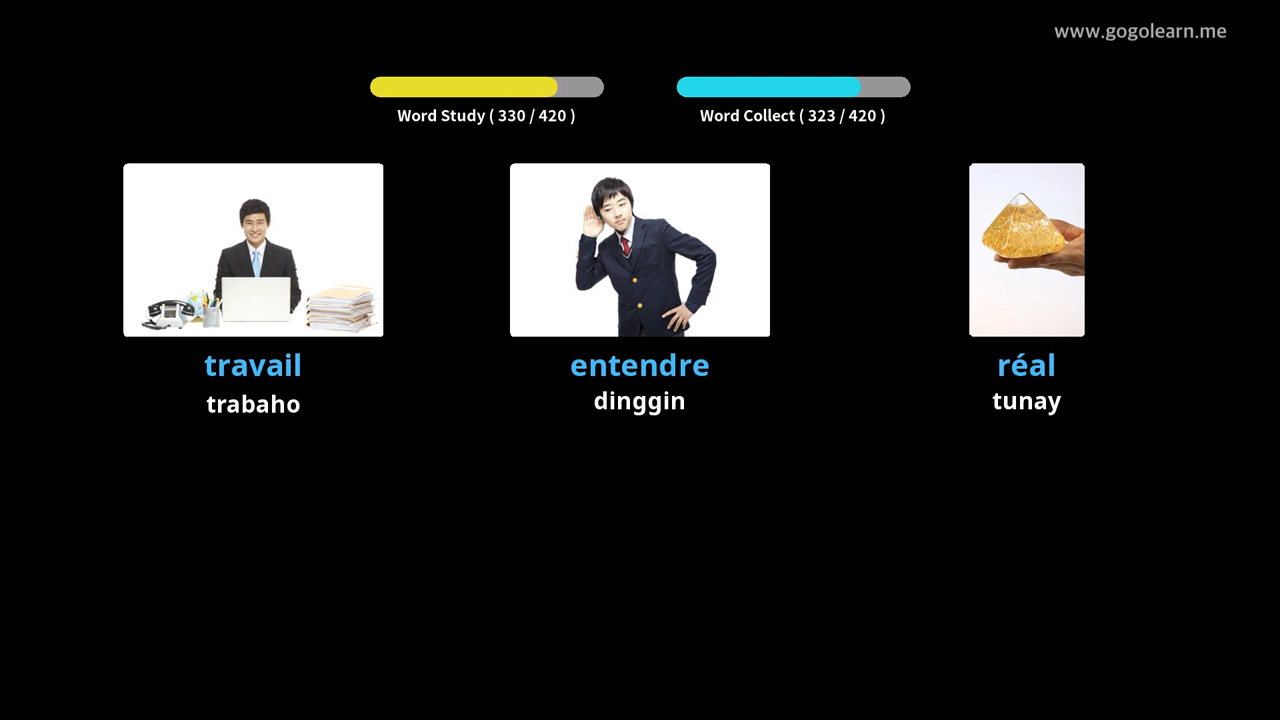 www.gogolearn.me
Word Study ( 330 / 420 )
Word Collect ( 323 / 420 )
travail
trabaho
entendre
dinggin
réal
tunay